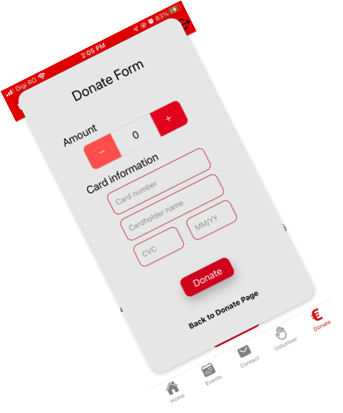 Digi RO 2:05 PM 83%
Donate Form
Amount
– 0 +
Card information
Card number
Cardholder name
CVC MM/YY
Donate
Back to Donate Page
Home Events Contact Volunteer Donate